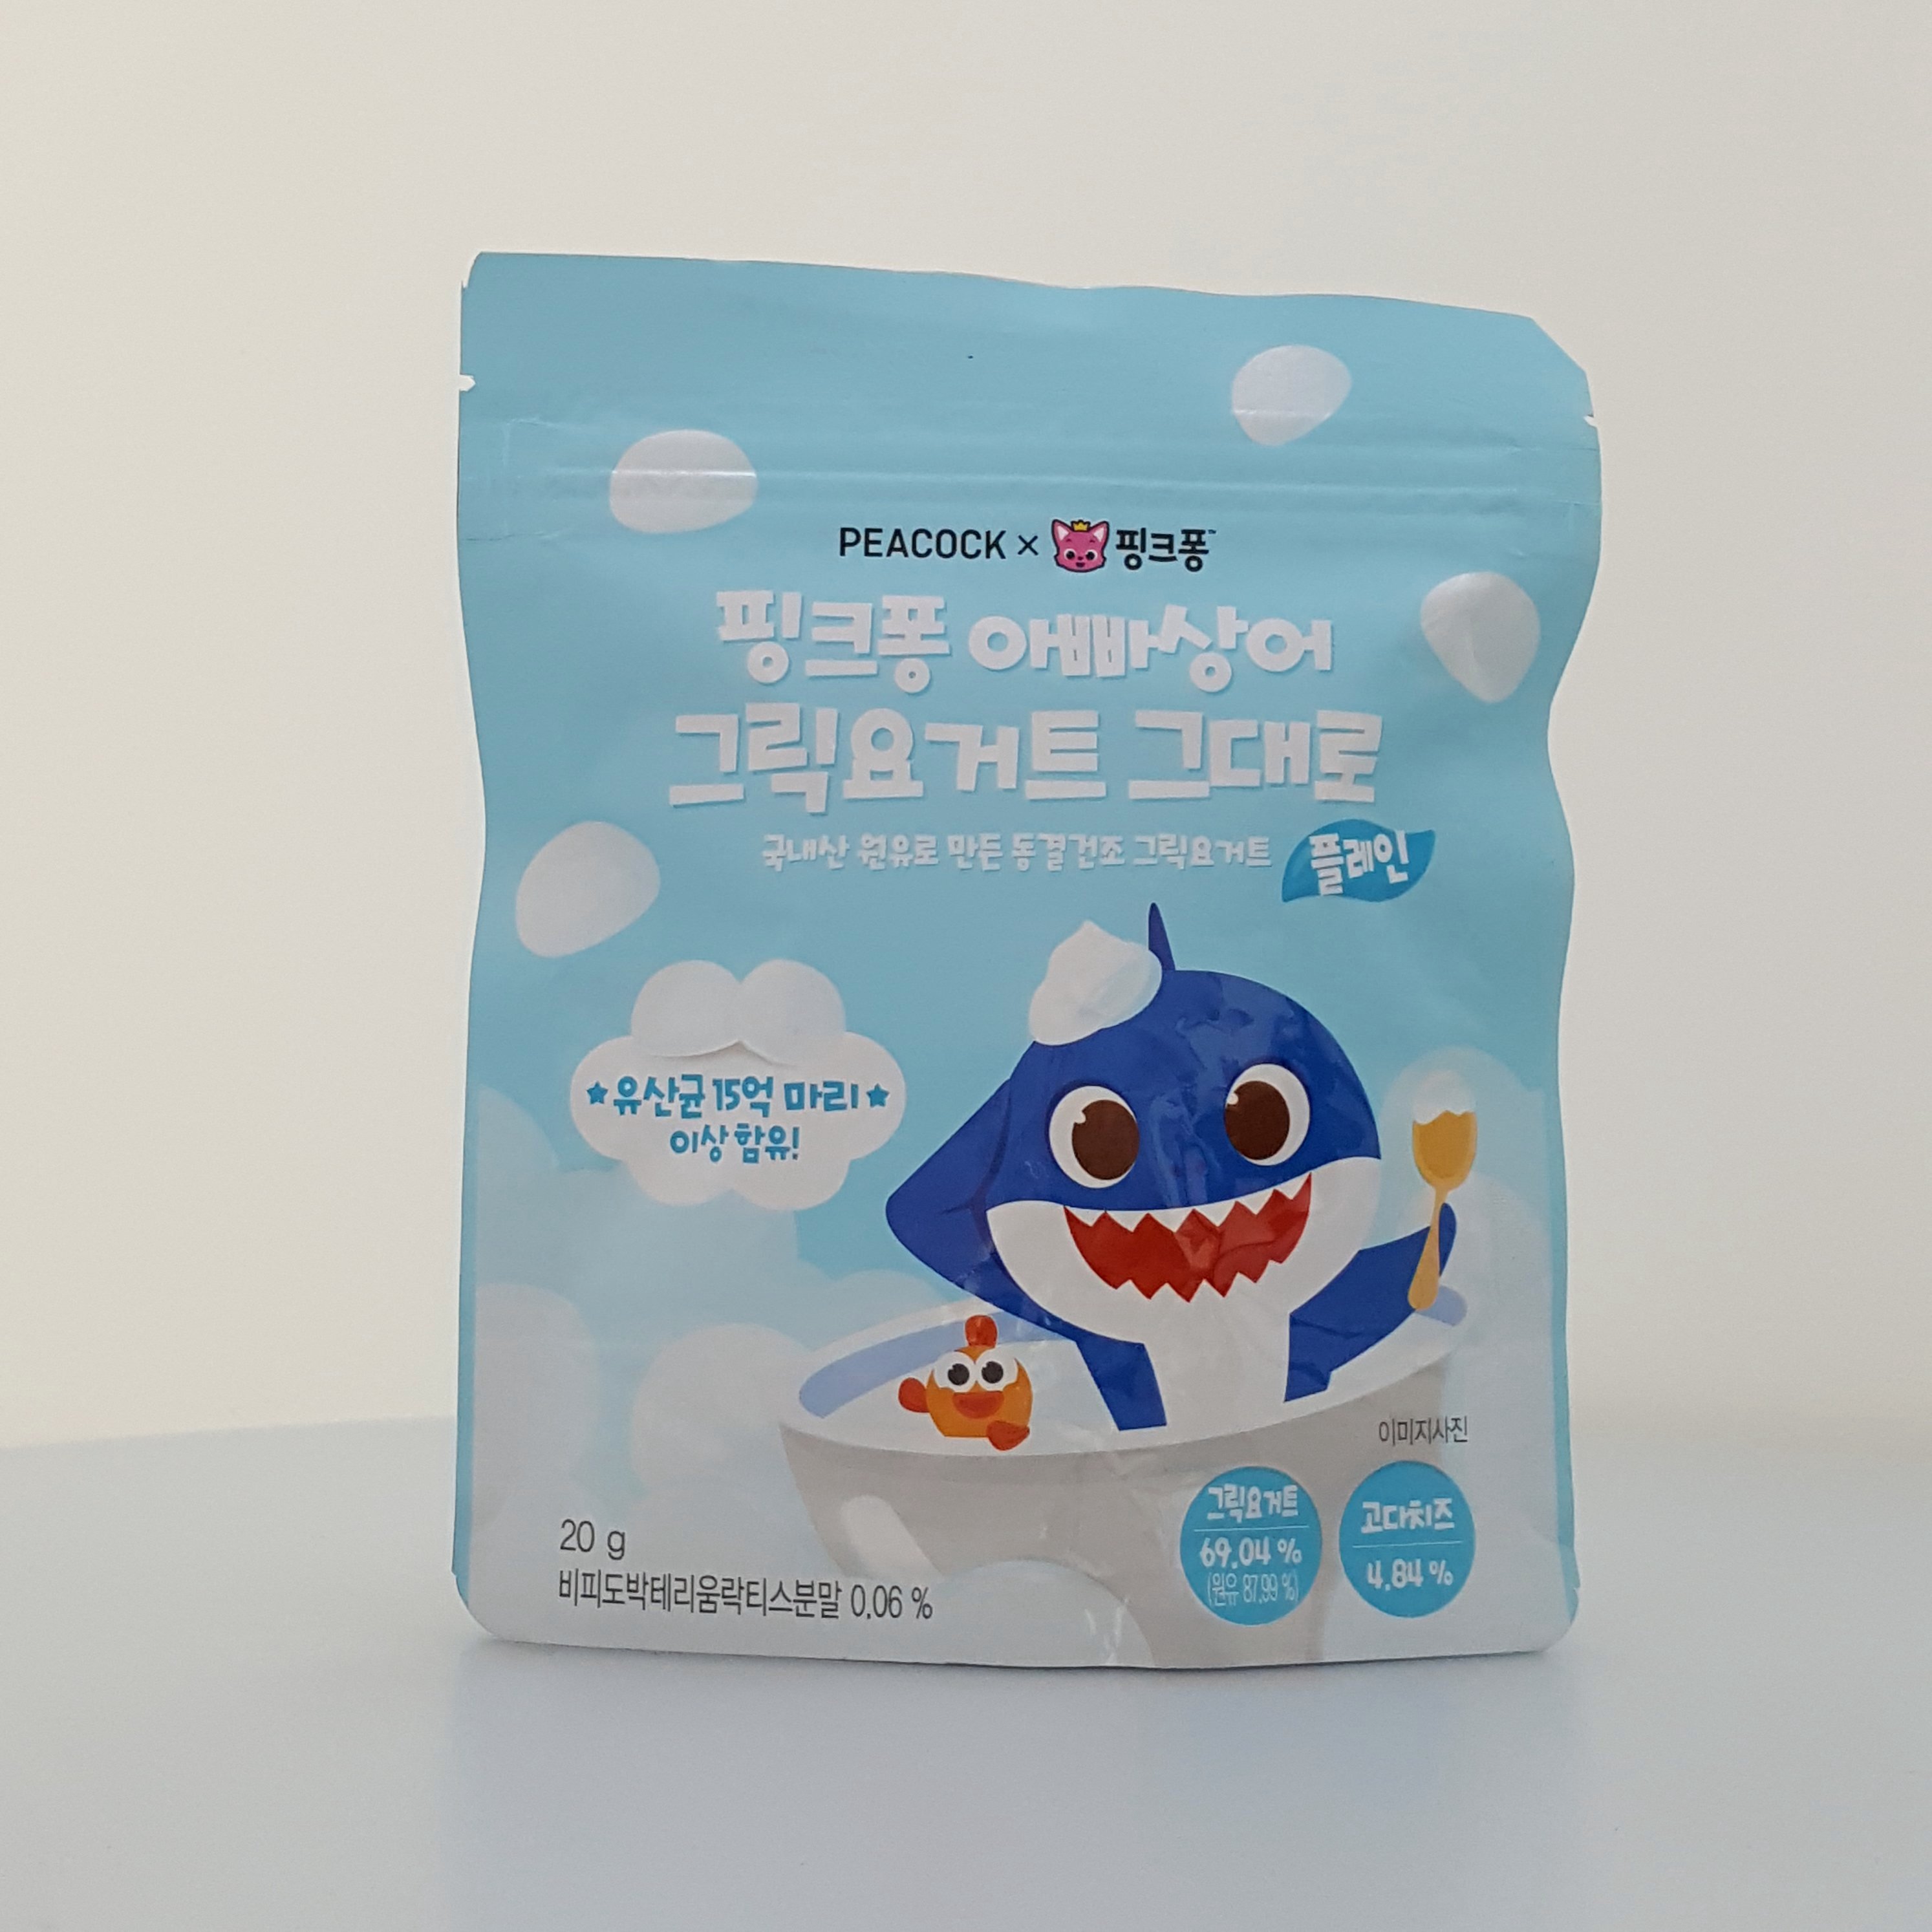 PEACOCK × 핑크퐁™
핑크퐁 아빠상어
그릭요거트 그대로
국내산 원유로 만든 동결건조 그릭요거트 플레인
★유산균 15억 마리★
이상 함유!
이미지사진
그릭요거트
69.04 %
(원유 87.99 %)
고다치즈
4.84 %
20 g
비피도박테리움락티스분말 0.06 %